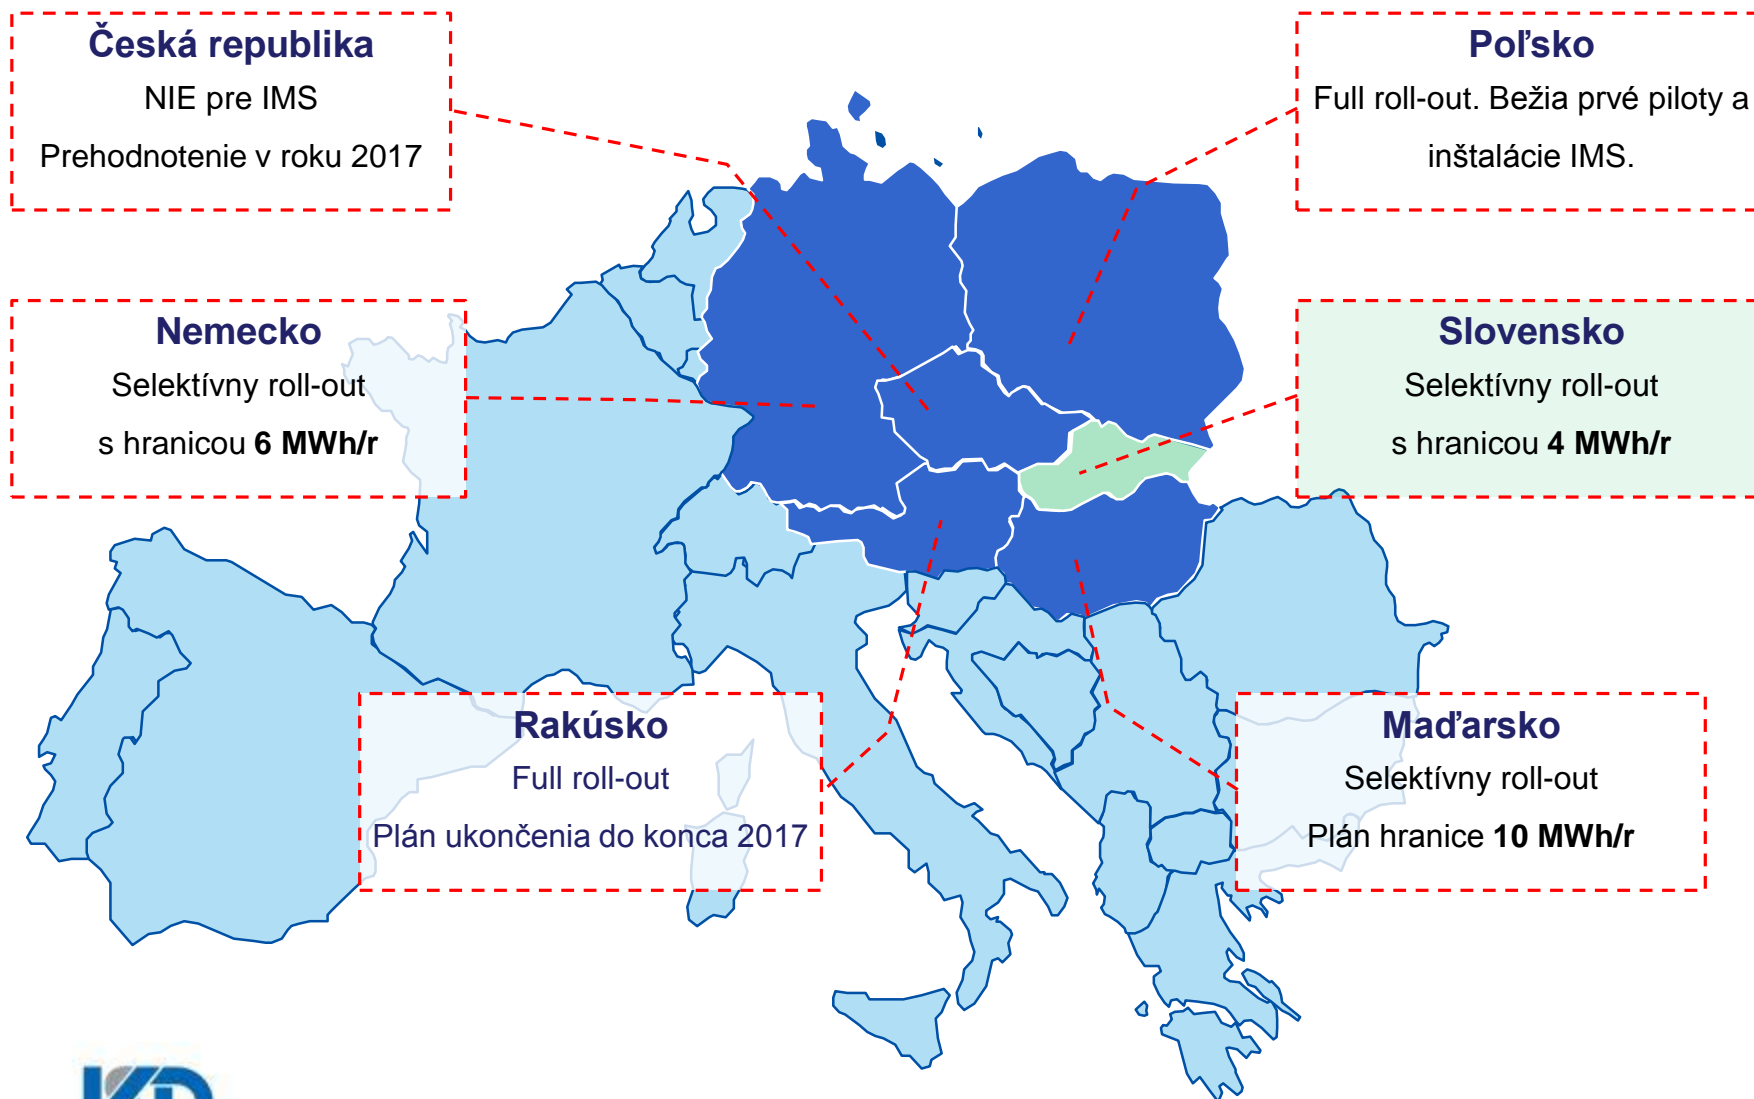 Česká republika
NIE pre IMS
Prehodnotenie v roku 2017
Poľsko
Full roll-out. Bežia prvé piloty a
inštalácie IMS.
Nemecko
Selektívny roll-out
s hranicou 6 MWh/r
Slovensko
Selektívny roll-out
s hranicou 4 MWh/r
Rakúsko
Full roll-out
Plán ukončenia do konca 2017
Maďarsko
Selektívny roll-out
Plán hranice 10 MWh/r